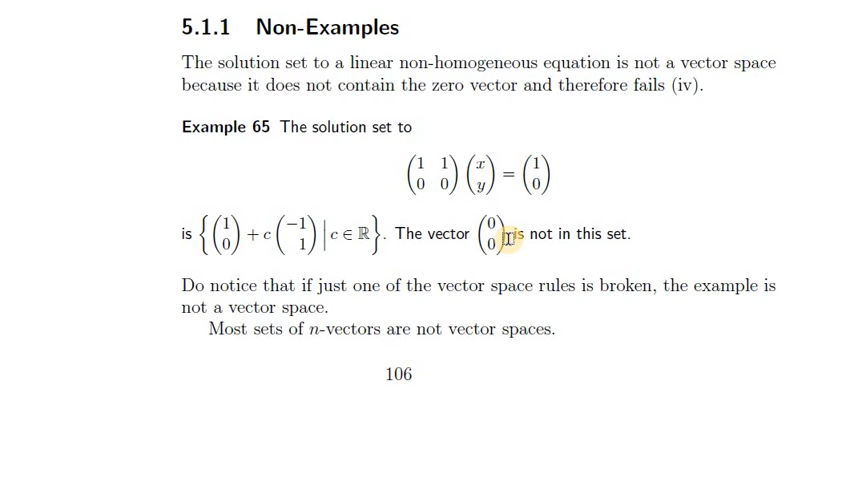 5.1.1 Non-Examples
The solution set to a linear non-homogeneous equation is not a vector space
because it does not contain the zero vector and therefore fails (iv).
Example 65 The solution set to
(1 1
0 0) (x
y) = (1
0)
is {(1
0) + c (−1
1) | c ∈ ℝ}. The vector (0
0) is not in this set.
Do notice that if just one of the vector space rules is broken, the example is
not a vector space.
Most sets of n-vectors are not vector spaces.
106